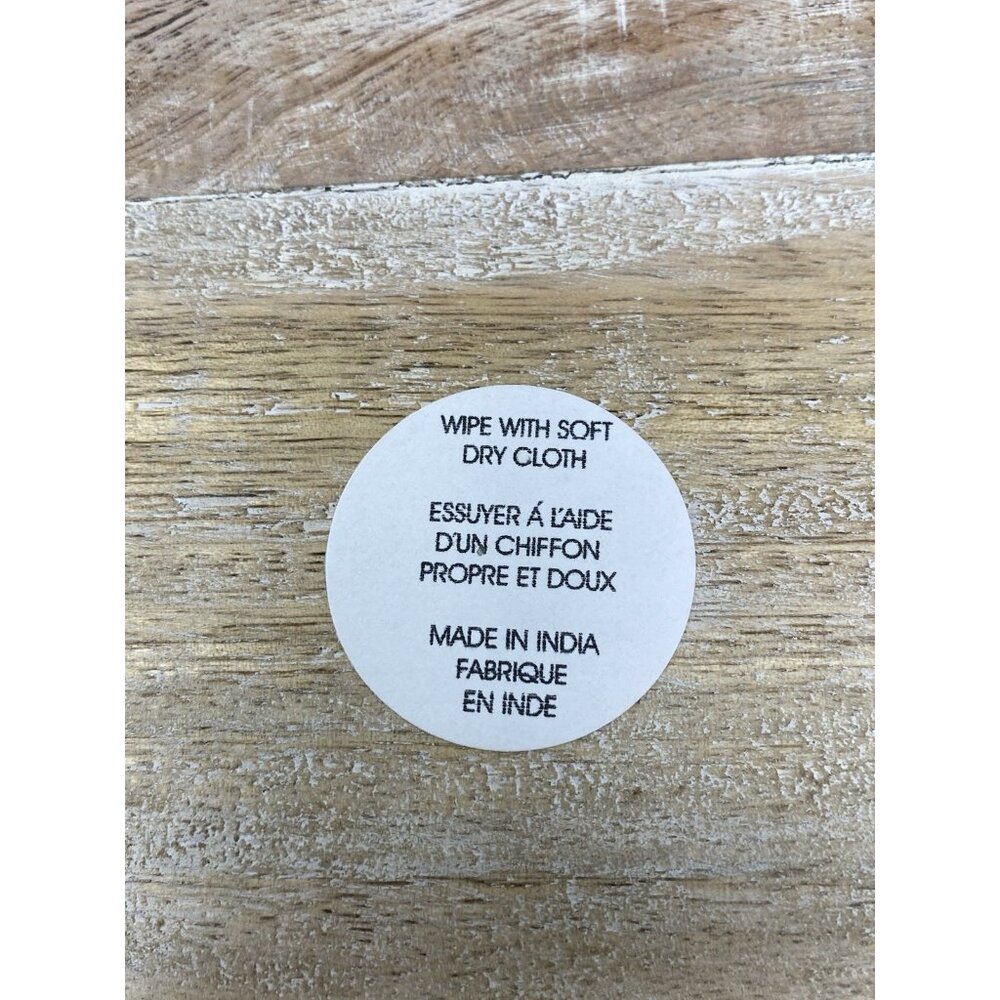 WIPE WITH SOFT
DRY CLOTH
ESSUYER Á L'AIDE
D'UN CHIFFON
PROPRE ET DOUX
MADE IN INDIA
FABRIQUE
EN INDE